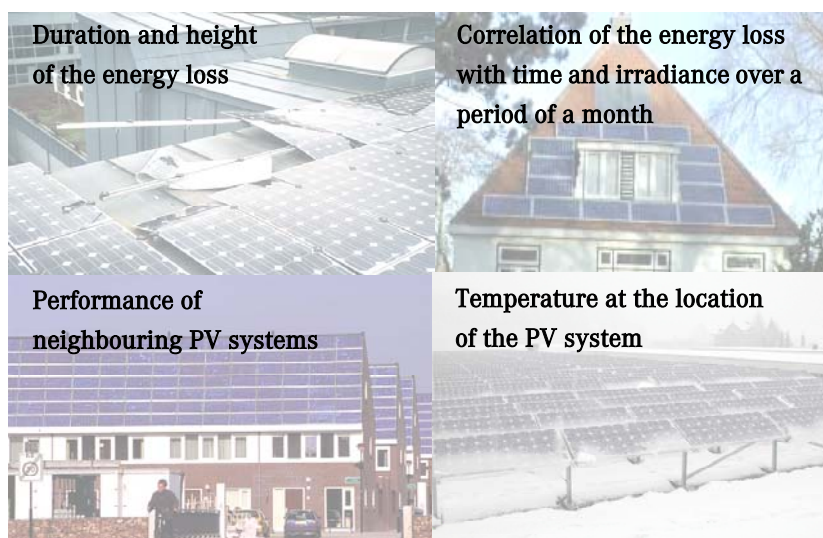 Duration and height
of the energy loss
Correlation of the energy loss
with time and irradiance over a
period of a month
Performance of
neighbouring PV systems
Temperature at the location
of the PV system